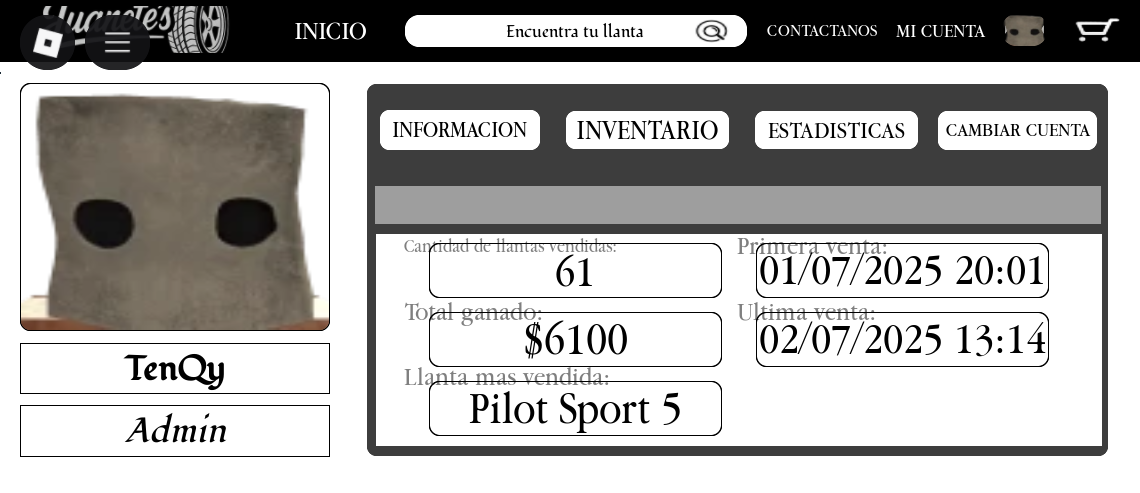 Juanetes
INICIO
Encuentra tu llanta
CONTACTANOS
MI CUENTA
INFORMACION
INVENTARIO
ESTADISTICAS
CAMBIAR CUENTA
Cantidad de llantas vendidas:
61
Primera venta:
01/07/2025 20:01
Total ganado:
$6100
Ultima venta:
02/07/2025 13:14
Llanta mas vendida:
Pilot Sport 5
TenQy
Admin